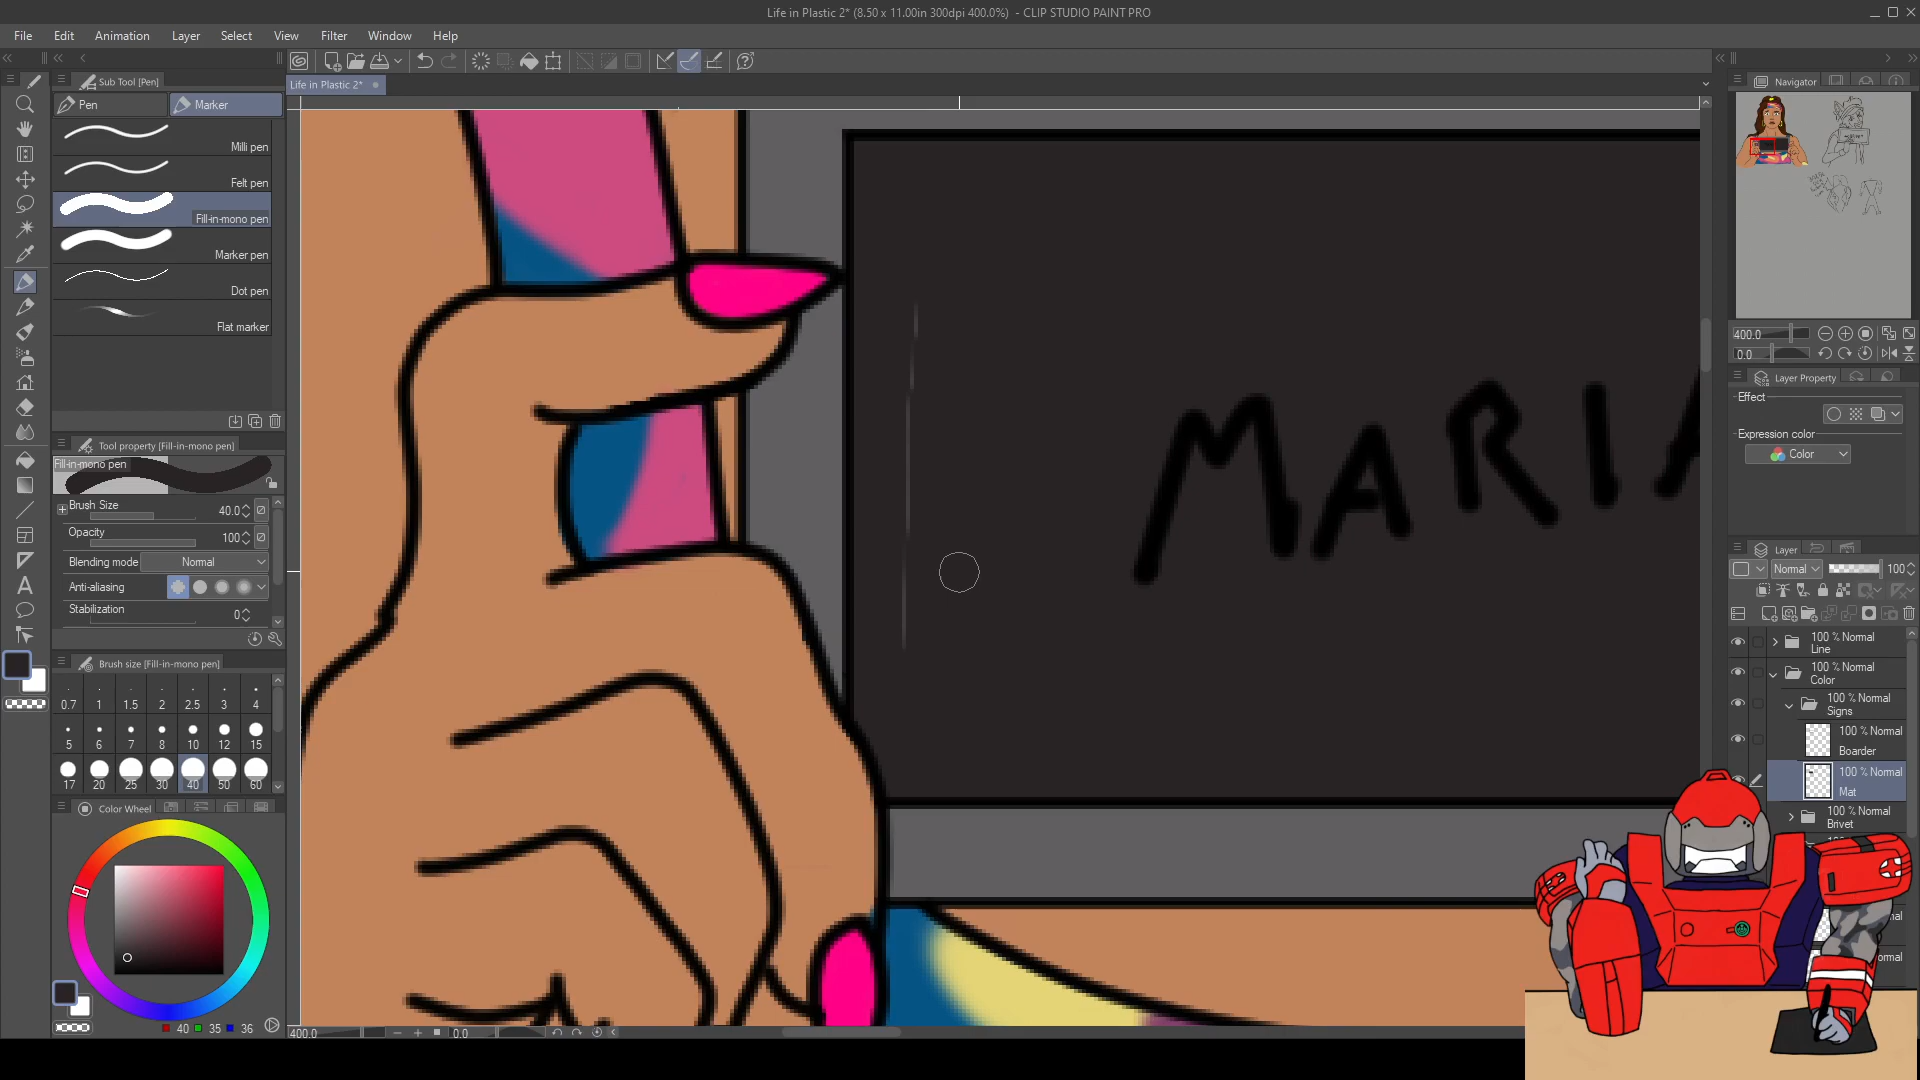 Life in Plastic 2* (8.50 x 11.00in 300dpi 400.0%) - CLIP STUDIO PAINT PRO
File Edit Animation Layer Select View Filter Window Help
Sub Tool [Pen]
Life in Plastic 2*
Navigator
Pen Marker
Milli pen
Felt pen
Fill-in-mono pen
Marker pen
Dot pen
Flat marker
400.0
0.0
Layer Property
Effect
Expression color
Color
MARIA
Tool property [Fill-in-mono pen]
Fill-in-mono pen
Brush Size 40.0
Opacity 100
Blending mode Normal
Anti-aliasing
Stabilization 0
Layer
Normal 100
100 % Normal
Line
100 % Normal
Color
100 % Normal
Signs
100 % Normal
Boarder
100 % Normal
Mat
100 % Normal
Brivet
Brush size [Fill-in-mono pen]
0.7 1 1.5 2 2.5 3 4
5 6 7 8 10 12 15
17 20 25 30 40 50 60
Color Wheel
40 35 36
400.0 0.0